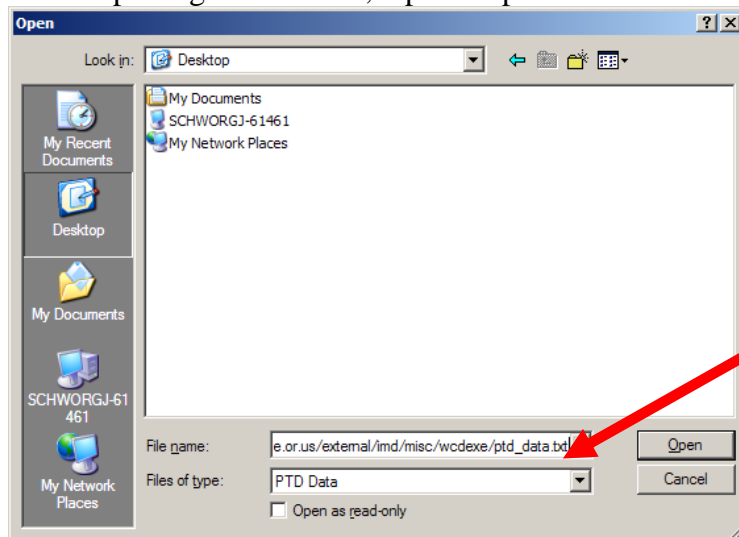 Open
Look in:
Desktop
My Documents
SCHWORGJ-61461
My Network Places
My Recent
Documents
Desktop
My Documents
SCHWORGJ-61
461
My Network
Places
File name:
e.or.us/external/imd/misc/wcdexe/ptd_data.txt
Open
Files of type:
PTD Data
Cancel
Open as read-only